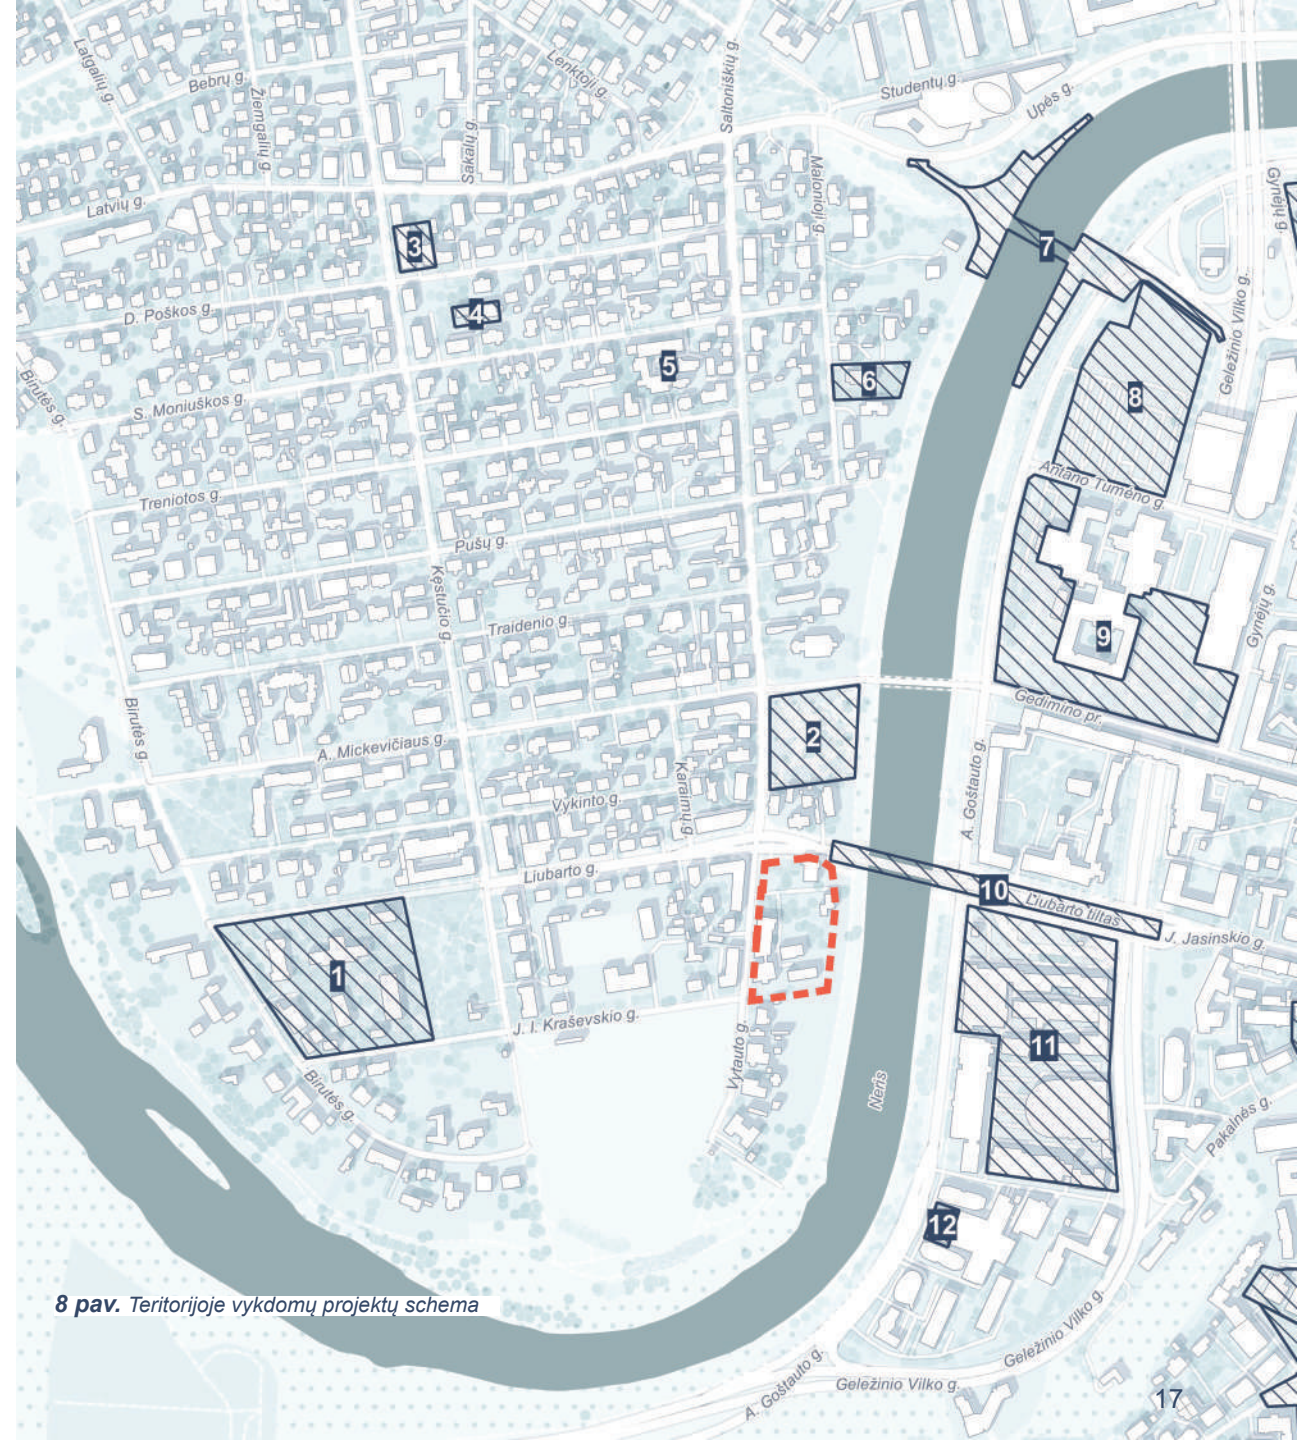 Latgalių g.
Bebrų g.
Žiemgalių g.
Lenktoji g.
Sakalų g.
Saltoniškių g.
Studentų g.
Upės g.
Malonioji g.
Gynėjų g.
Latvių g.
3
7
D. Poškos g.
4
Geležinio Vilko g.
5
6
8
Birutės g.
S. Moniuškos g.
Antano Tumėno g.
Treniotos g.
Pušų g.
Kęstučio g.
Traidenio g.
9
Gynėjų g.
Birutės g.
Gedimino pr.
A. Mickevičiaus g.
2
A. Goštauto g.
Karaimų g.
Vykinto g.
Liubarto g.
10
Liubarto tiltas
J. Jasinskio g.
1
J. I. Kraševskio g.
11
Vytauto g.
Neris
Birutės g.
Pakalnės g.
12
8 pav. Teritorijoje vykdomų projektų schema
Geležinio Vilko g.
A. Goštauto g.
Geležinio Vilko g.
17